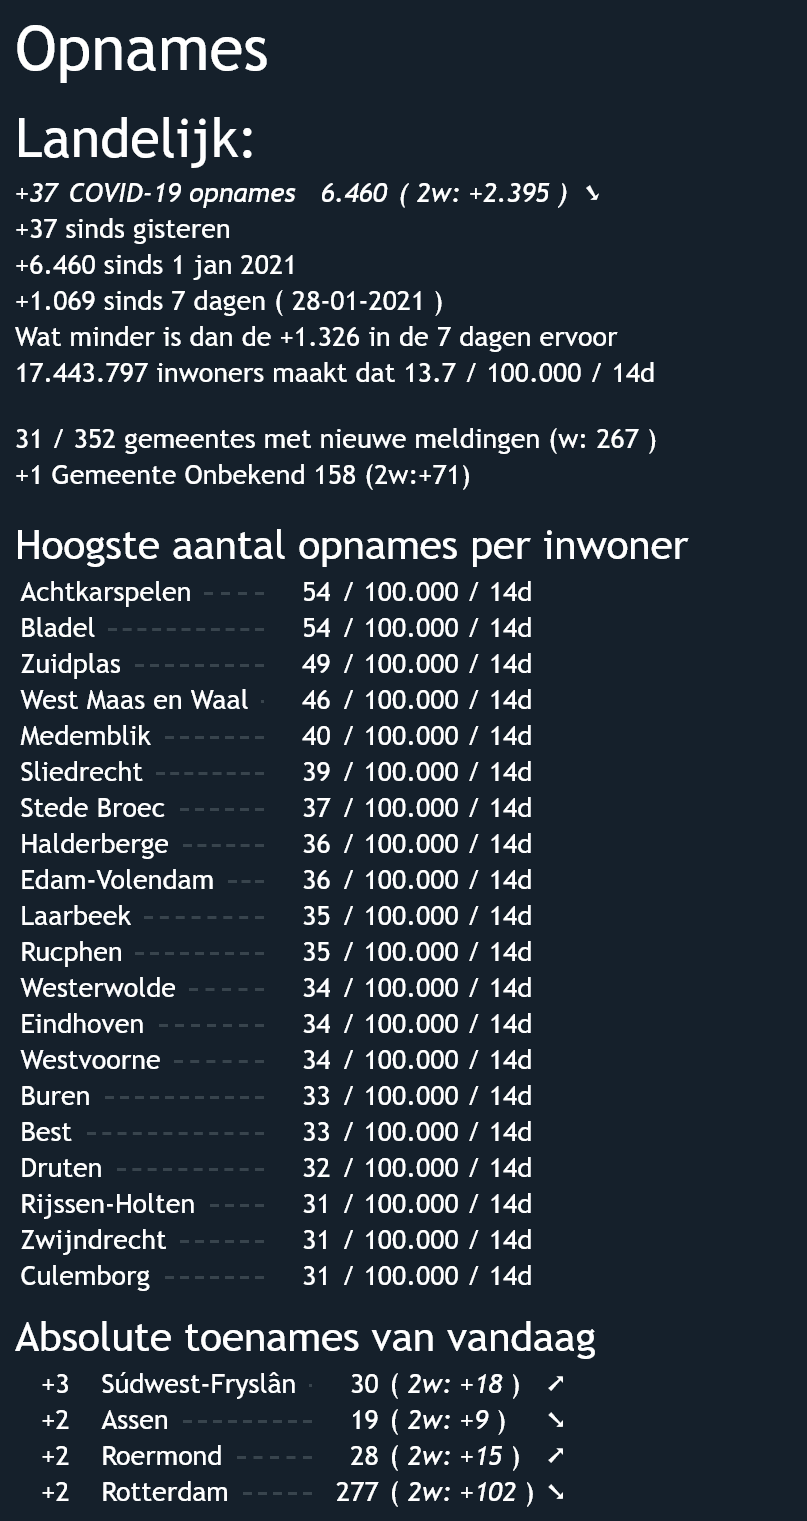 Opnames
Landelijk:
+37 COVID-19 opnames 6.460 ( 2w: +2.395 ) ➘
+37 sinds gisteren
+6.460 sinds 1 jan 2021
+1.069 sinds 7 dagen ( 28-01-2021 )
Wat minder is dan de +1.326 in de 7 dagen ervoor
17.443.797 inwoners maakt dat 13.7 / 100.000 / 14d
31 / 352 gemeentes met nieuwe meldingen (w: 267 )
+1 Gemeente Onbekend 158 (2w:+71)
Hoogste aantal opnames per inwoner
Achtkarspelen ---- 54 / 100.000 / 14d
Bladel ---------- 54 / 100.000 / 14d
Zuidplas -------- 49 / 100.000 / 14d
West Maas en Waal - 46 / 100.000 / 14d
Medemblik ------- 40 / 100.000 / 14d
Sliedrecht ------- 39 / 100.000 / 14d
Stede Broec ------ 37 / 100.000 / 14d
Halderberge ------ 36 / 100.000 / 14d
Edam-Volendam --- 36 / 100.000 / 14d
Laarbeek -------- 35 / 100.000 / 14d
Rucphen --------- 35 / 100.000 / 14d
Westerwolde ----- 34 / 100.000 / 14d
Eindhoven ------- 34 / 100.000 / 14d
Westvoorne ------ 34 / 100.000 / 14d
Buren ---------- 33 / 100.000 / 14d
Best ------------ 33 / 100.000 / 14d
Druten ---------- 32 / 100.000 / 14d
Rijssen-Holten ---- 31 / 100.000 / 14d
Zwijndrecht ------ 31 / 100.000 / 14d
Culemborg ------- 31 / 100.000 / 14d
Absolute toenames van vandaag
+3 Súdwest-Fryslân - 30 ( 2w: +18 ) ➚
+2 Assen --------- 19 ( 2w: +9 ) ➘
+2 Roermond ----- 28 ( 2w: +15 ) ➚
+2 Rotterdam ----- 277 ( 2w: +102 ) ➘